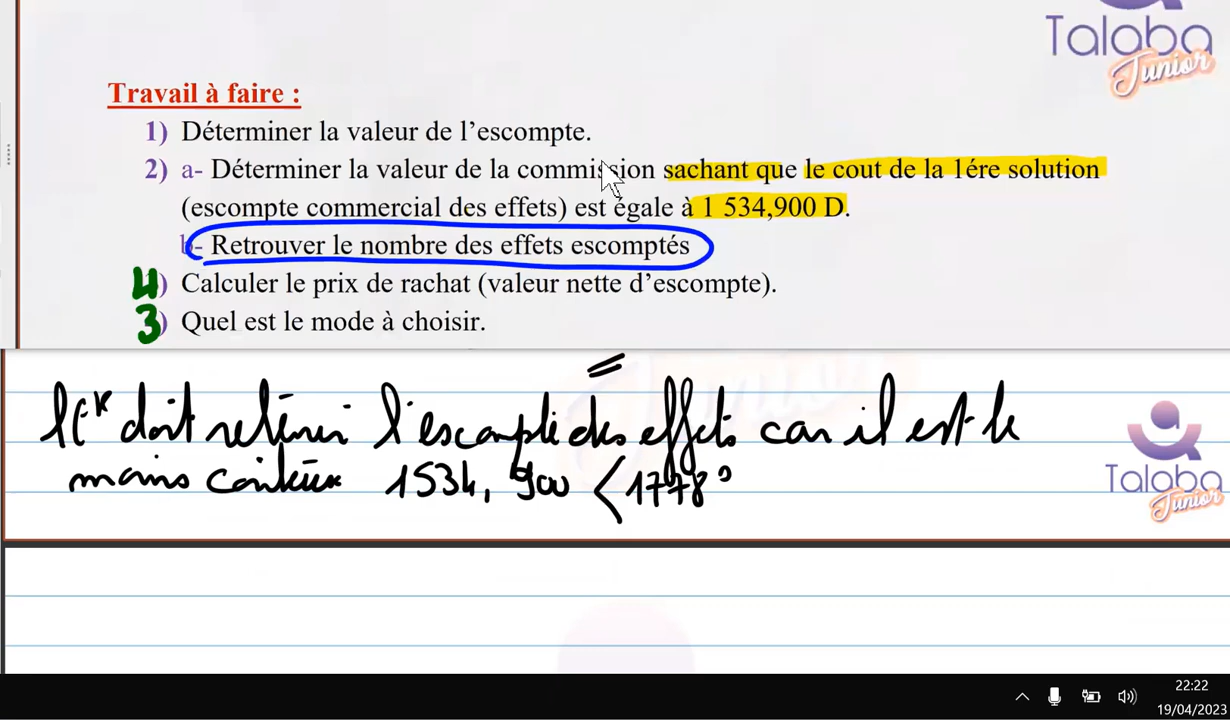 Talaba
Junior
Travail à faire :
1) Déterminer la valeur de l'escompte.
2) a- Déterminer la valeur de la commission sachant que le cout de la 1ére solution
(escompte commercial des effets) est égale à 1 534,900 D.
b- Retrouver le nombre des effets escomptés
4) Calculer le prix de rachat (valeur nette d'escompte).
3) Quel est le mode à choisir.
doit retenir l'escompte des effets car il est le
moins coûteux 1534, 900 < 1778
Talaba
Junior
22:22
19/04/2023